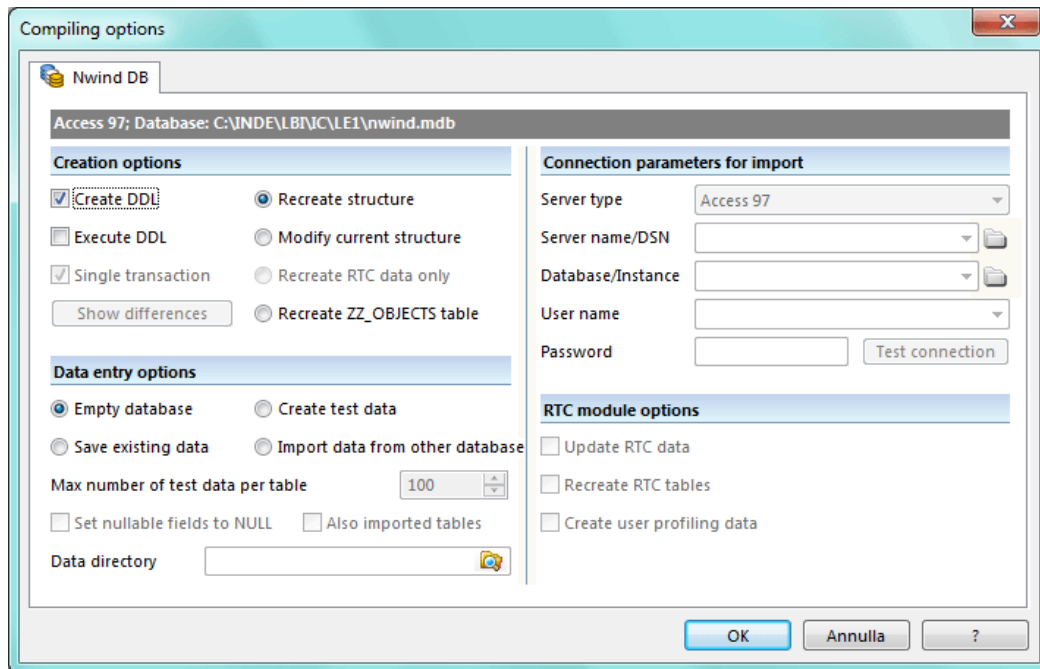 Compiling options
X
Nwind DB
Access 97; Database: C:\INDE\LBI\IC\LE1\nwind.mdb
Creation options
Create DDL
Recreate structure
Execute DDL
Modify current structure
Single transaction
Recreate RTC data only
Show differences
Recreate ZZ_OBJECTS table
Data entry options
Empty database
Create test data
Save existing data
Import data from other database
Max number of test data per table
100
Set nullable fields to NULL
Also imported tables
Data directory
Connection parameters for import
Server type
Access 97
Server name/DSN
Database/Instance
User name
Password
Test connection
RTC module options
Update RTC data
Recreate RTC tables
Create user profiling data
OK
Annulla
?